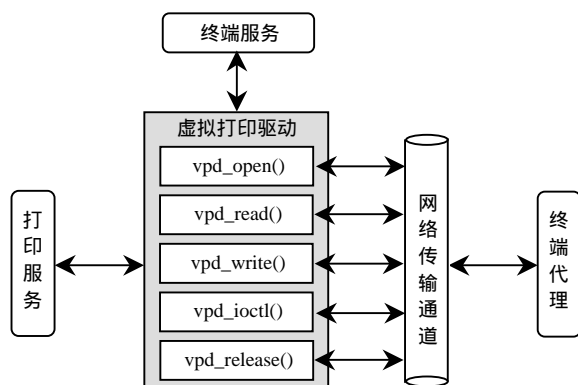 终端服务
虚拟打印驱动
vpd_open()
vpd_read()
vpd_write()
vpd_ioctl()
vpd_release()
打印服务
网络传输通道
终端代理